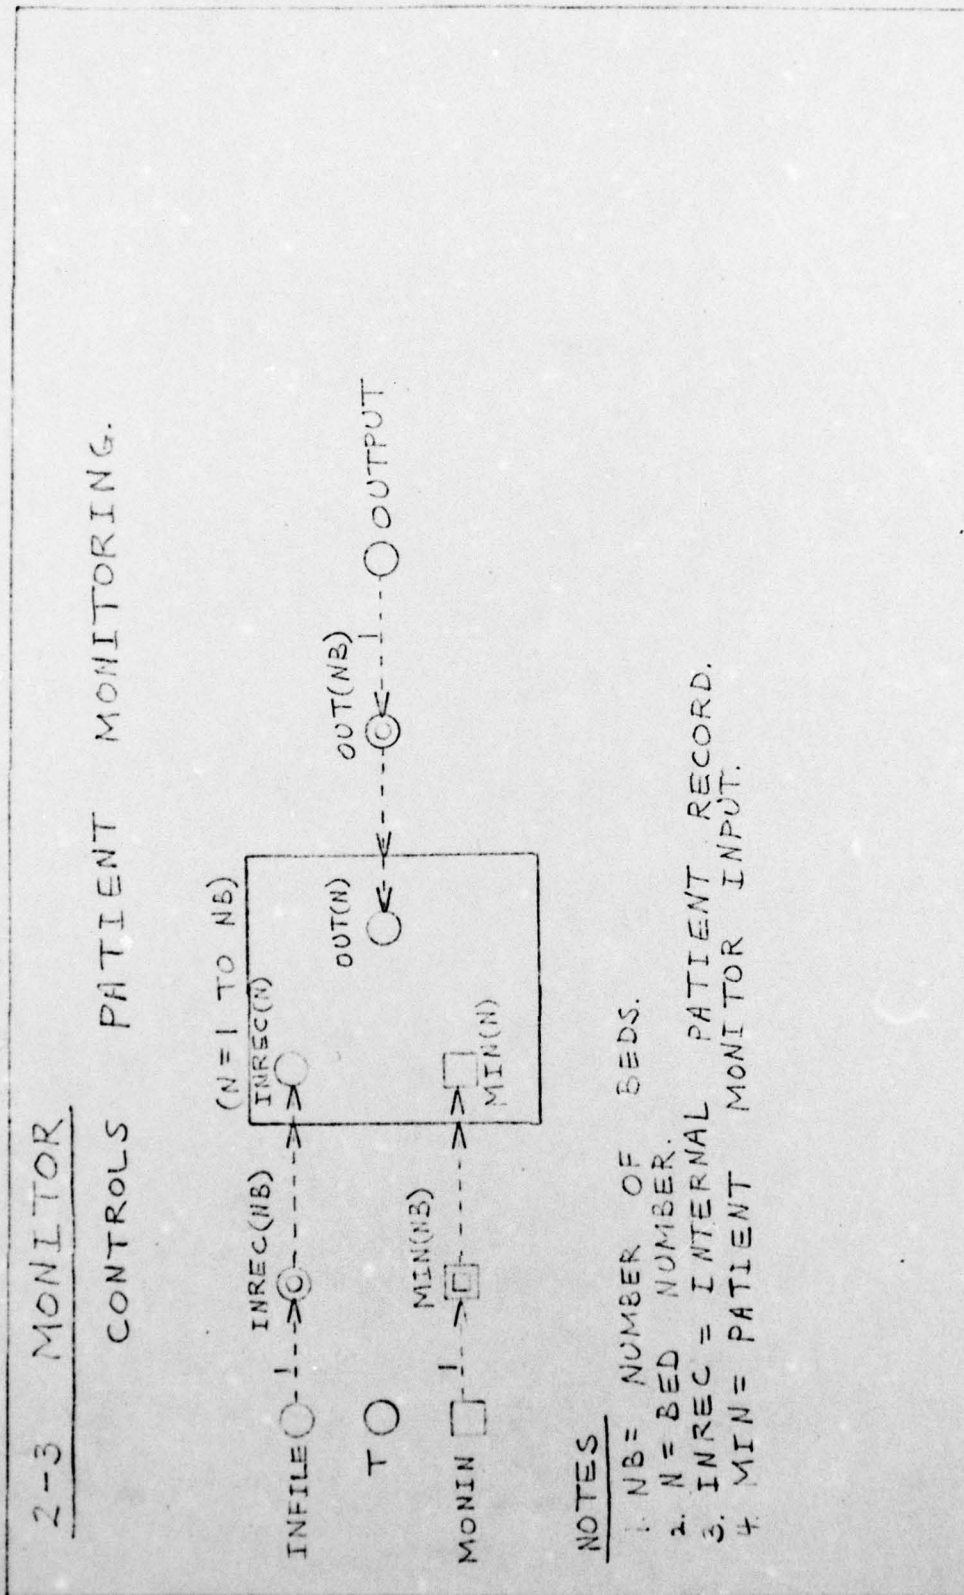 2-3 MONITOR
CONTROLS PATIENT MONITORING.
(N=1 TO NB)
INREC(NB)
INREC(N)
INFILE
OUT(N)
OUT(NB)
OUTPUT
T
MIN(NB)
MONIN
MIN(N)
NOTES
1. NB= NUMBER OF BEDS.
2. N=BED NUMBER.
3. INREC = INTERNAL PATIENT RECORD.
4. MIN= PATIENT MONITOR INPUT.